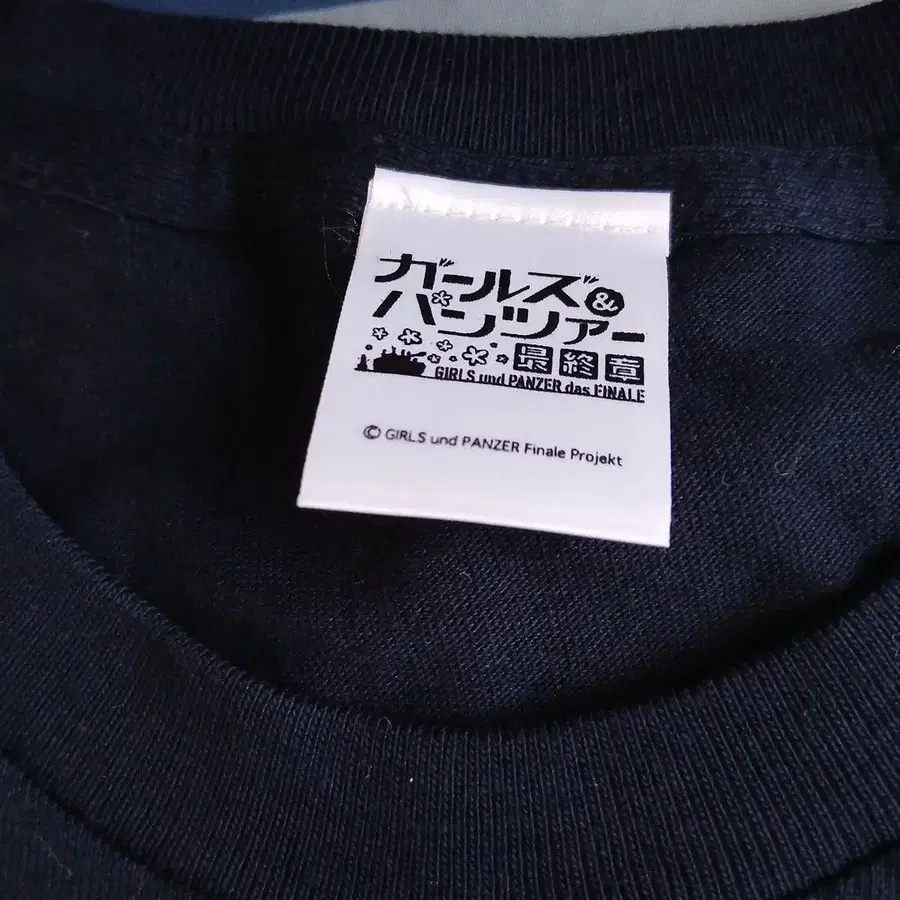 ガールズ&
パンツァー
最終章
GIRLS und PANZER das FINALE
© GIRLS und PANZER Finale Projekt